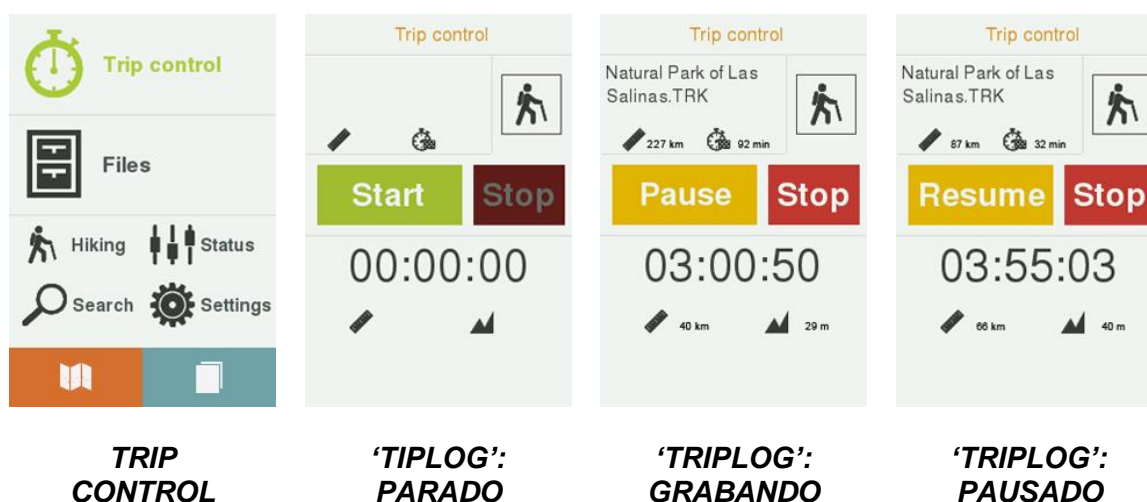 Trip control
Files
Hiking
Status
Search
Settings
Trip control
Start
Stop
00:00:00
Trip control
Natural Park of Las
Salinas.TRK
227 km
92 min
Pause
Stop
03:00:50
40 km
29 m
Trip control
Natural Park of Las
Salinas.TRK
87 km
32 min
Resume
Stop
03:55:03
66 km
40 m
TRIP
CONTROL
‘TIPLOG’:
PARADO
‘TRIPLOG’:
GRABANDO
‘TRIPLOG’:
PAUSADO